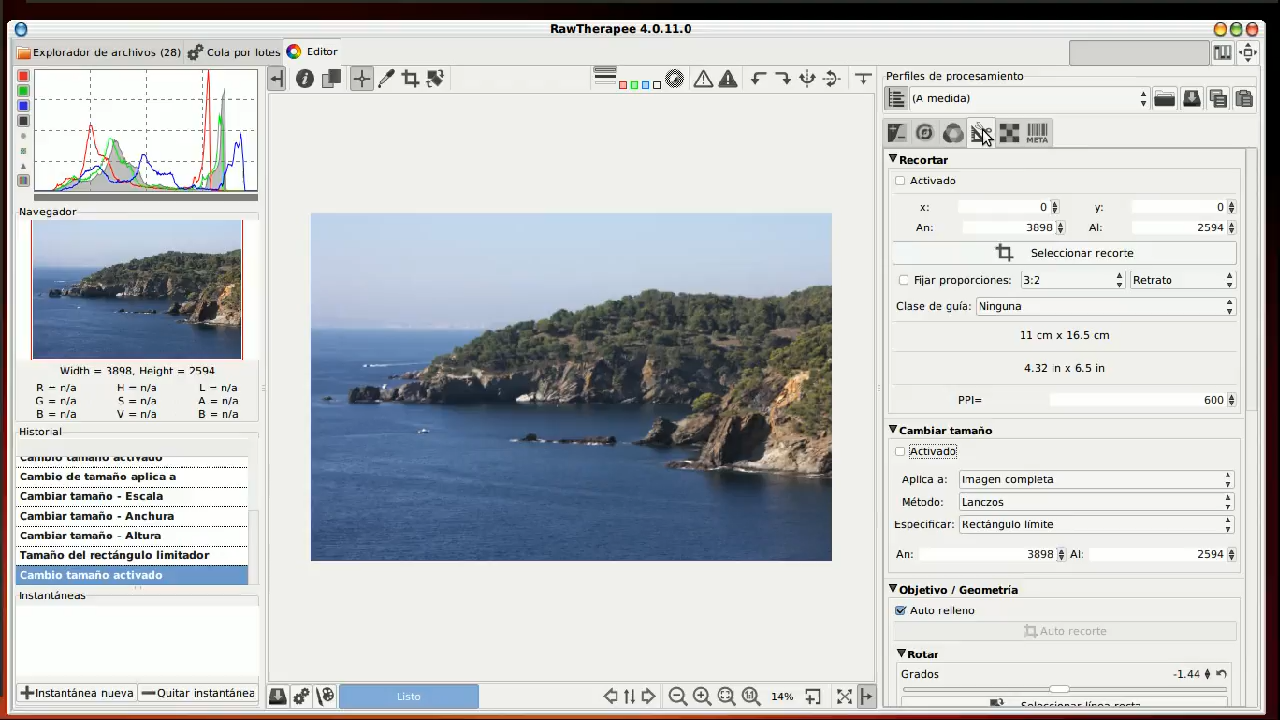 RawTherapee 4.0.11.0
Explorador de archivos (28)
Cola por lotes
Editor
Perfiles de procesamiento
(A medida)
META
Recortar
Activado
x: 0 y: 0
An: 3898 Al: 2594
Seleccionar recorte
Fijar proporciones: 3:2 Retrato
Clase de guía: Ninguna
11 cm x 16.5 cm
4.32 in x 6.5 in
PPI= 600
Cambiar tamaño
Activado
Aplica a: Imagen completa
Método: Lanczos
Especificar: Rectángulo límite
An: 3898 Al: 2594
Objetivo / Geometría
Auto relleno
Auto recorte
Rotar
Grados -1.44
Seleccionar línea recta
Navegador
Width = 3898, Height = 2594
R = n/a H = n/a L = n/a
G = n/a S = n/a A = n/a
B = n/a V = n/a B = n/a
Historial
Cambio tamaño activado
Cambio de tamaño aplica a
Cambiar tamaño - Escala
Cambiar tamaño - Anchura
Cambiar tamaño - Altura
Tamaño del rectángulo limitador
Cambio tamaño activado
Instantáneas
Instantánea nueva
Quitar instantánea
Listo
14%